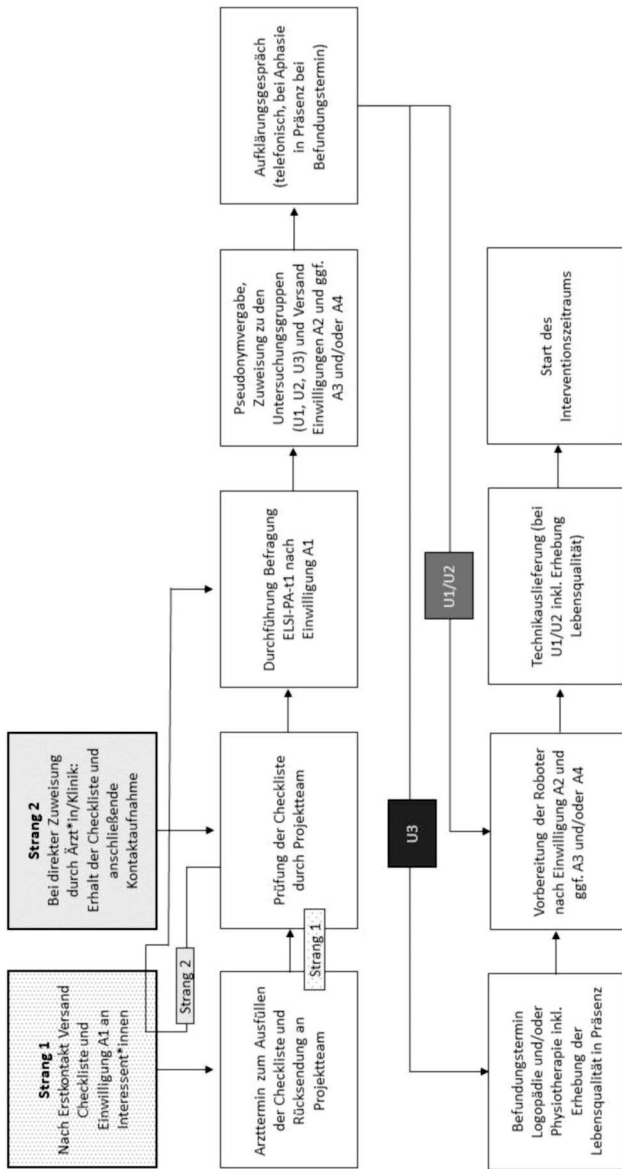 Strang 1
Nach Erstkontakt Versand
Checkliste und
Einwilligung A1 an
Interessent*innen
Strang 2
Bei direkter Zuweisung
durch Ärzt*in/Klinik:
Erhalt der Checkliste und
anschließende
Kontaktaufnahme
Strang 2
Arzttermin zum Ausfüllen
der Checkliste und
Rücksendung an
Projektteam
Strang 1
Prüfung der Checkliste
durch Projektteam
Durchführung Befragung
ELSI-PA-t1 nach
Einwilligung A1
Pseudonymvergabe,
Zuweisung zu den
Untersuchungsgruppen
(U1, U2, U3) und Versand
Einwilligungen A2 und ggf.
A3 und/oder A4
Aufklärungsgespräch
(telefonisch, bei Aphasie
in Präsenz bei
Befundungstermin)
U3
U1/U2
Befundungstermin
Logopädie und/oder
Physiotherapie inkl.
Erhebung der
Lebensqualität in Präsenz
Vorbereitung der Roboter
nach Einwilligung A2 und
ggf. A3 und/oder A4
Technikauslieferung (bei
U1/U2 inkl. Erhebung
Lebensqualität)
Start des
Interventionszeitraums